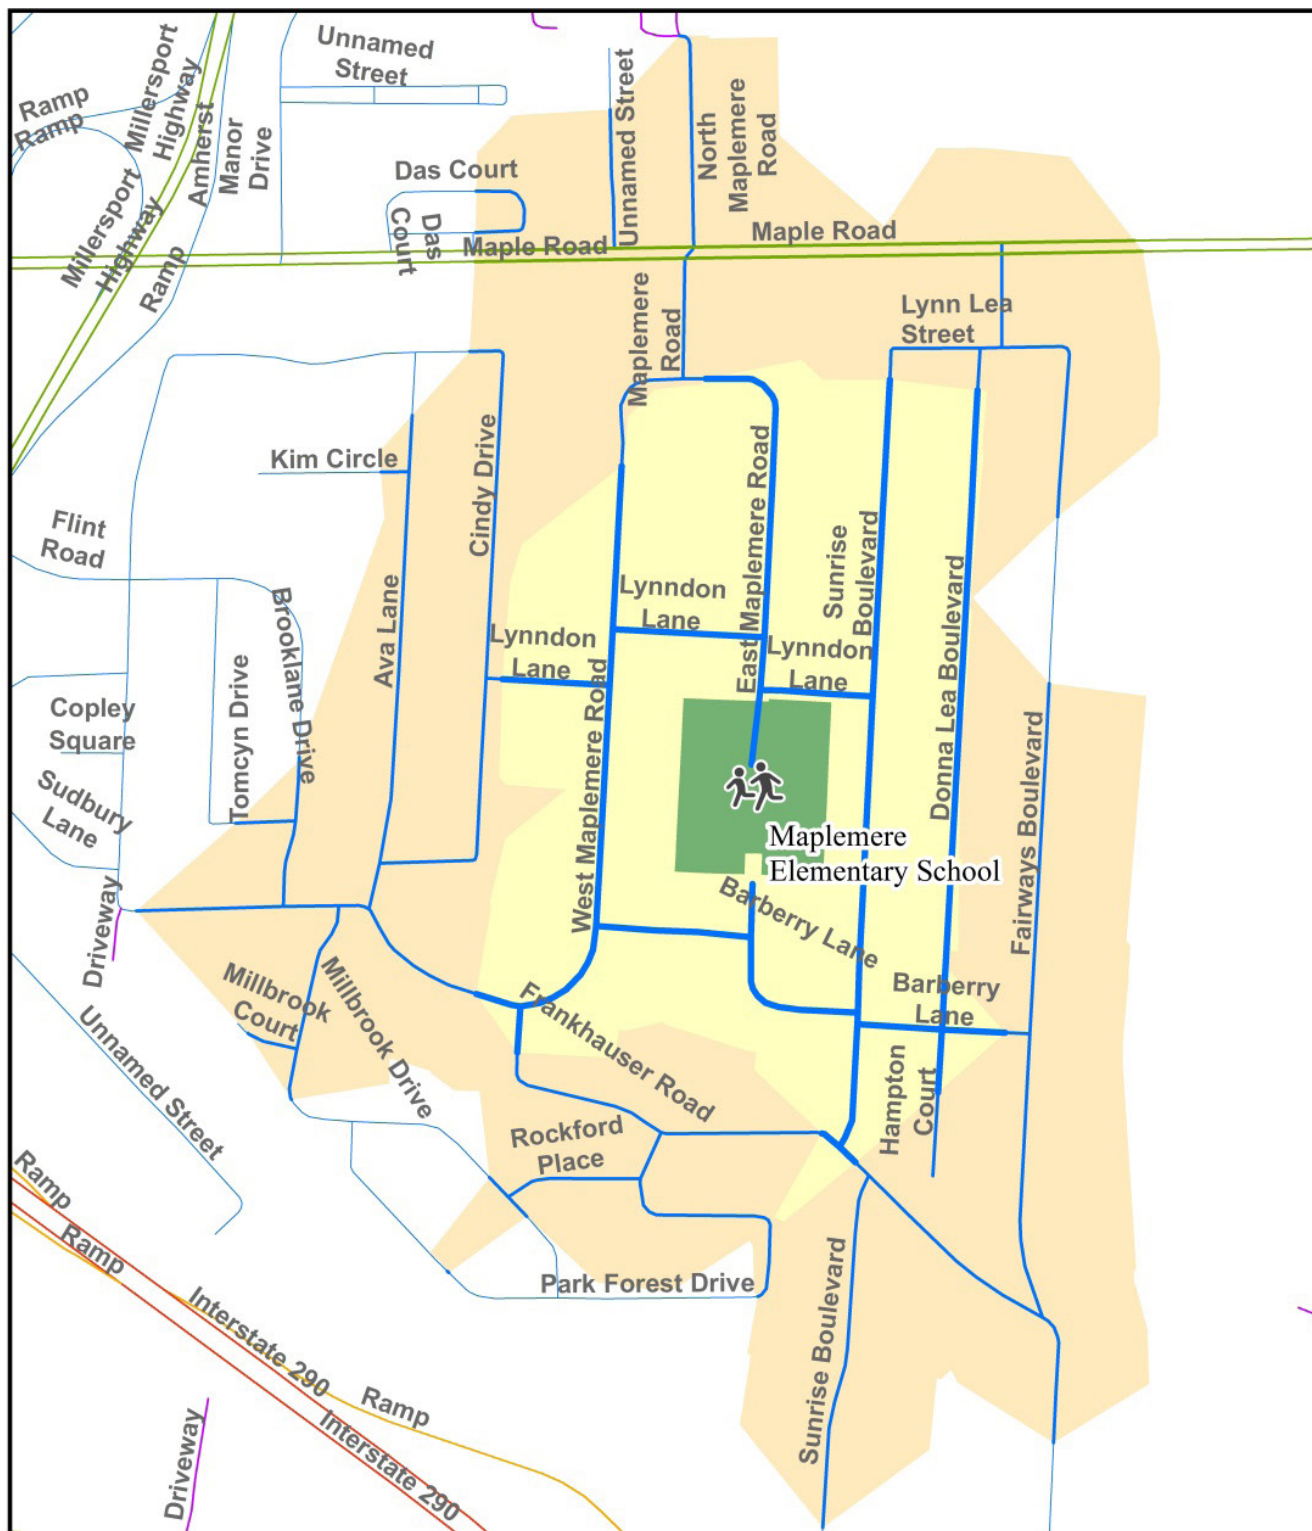 Unnamed
Street
Millersport
Highway
Ramp
Ramp
Amherst
Manor
Drive
Unnamed Street
North
Maplemere
Road
Das Court
Das
Court
Millersport
Highway
Ramp
Maple Road
Maple Road
Maplemere
Road
Lynn Lea
Street
Kim Circle
Cindy Drive
East Maplemere Road
Sunrise
Boulevard
Flint
Road
Ava Lane
Brooklane Drive
Lynndon
Lane
Lynndon
Lane
Lynndon
Lane
Donna Lea Boulevard
Tomcyn Drive
West Maplemere Road
Copley
Square
Fairways Boulevard
Sudbury
Lane
Maplemere
Elementary School
Driveway
Barberry Lane
Millbrook
Court
Millbrook Drive
Frankhauser Road
Barberry
Lane
Unnamed Street
Hampton
Court
Rockford
Place
Ramp
Ramp
Park Forest Drive
Sunrise Boulevard
Interstate 290
Ramp
Interstate 290
Driveway